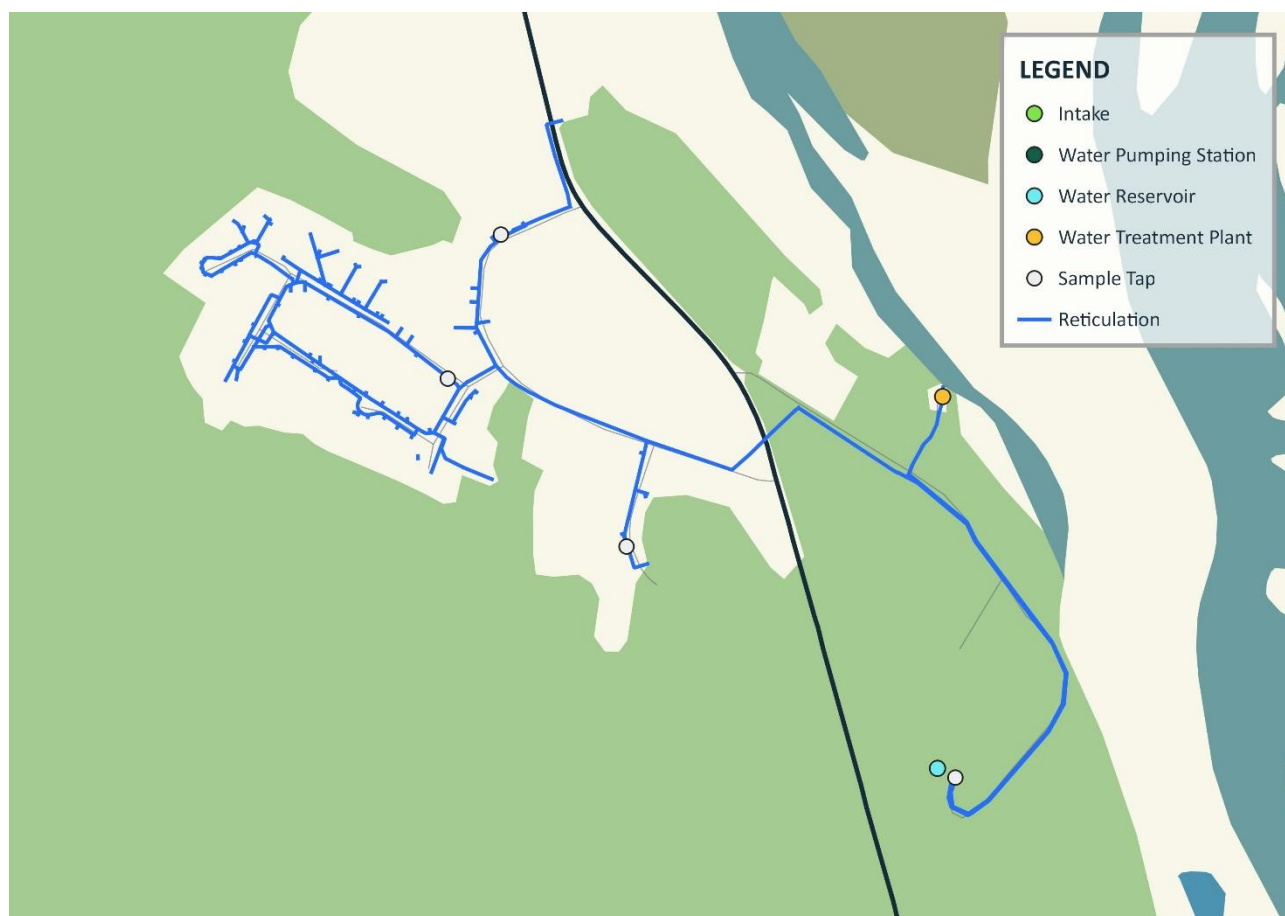 LEGEND
Intake
Water Pumping Station
Water Reservoir
Water Treatment Plant
Sample Tap
Reticulation